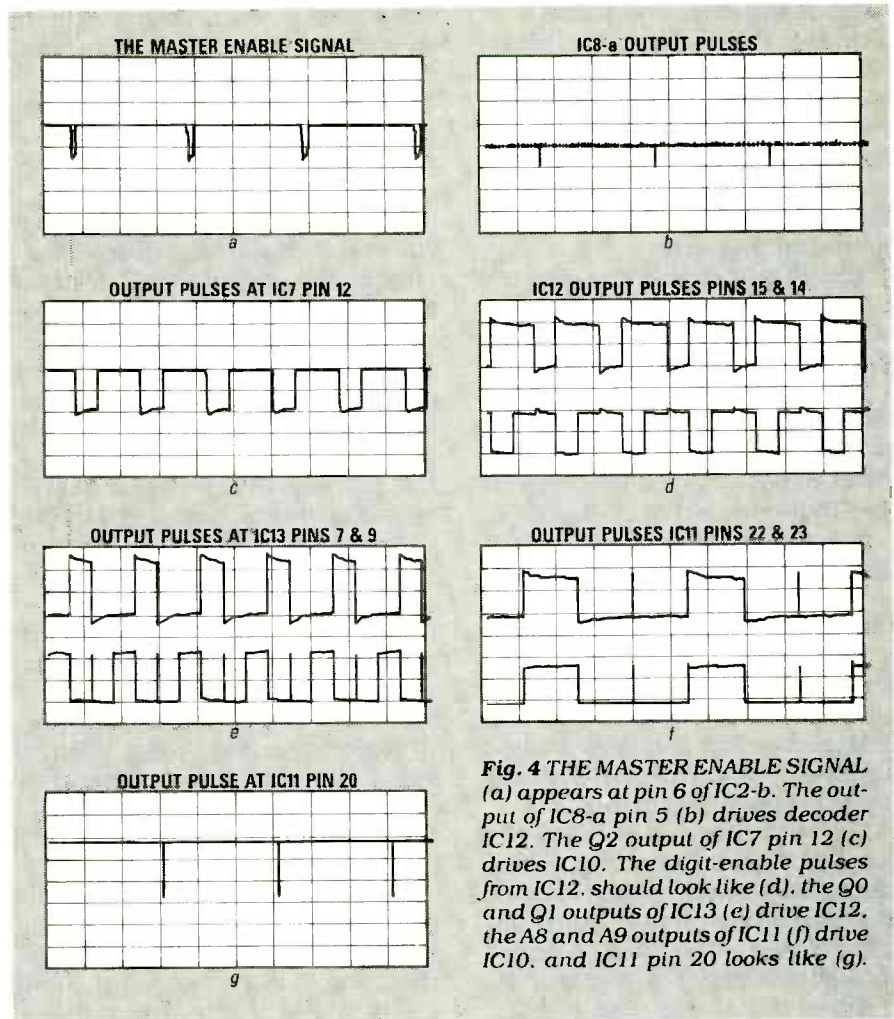 THE MASTER ENABLE SIGNAL
a
IC8-a OUTPUT PULSES
b
OUTPUT PULSES AT IC7 PIN 12
c
IC12 OUTPUT PULSES PINS 15 & 14
d
OUTPUT PULSES AT IC13 PINS 7 & 9
e
OUTPUT PULSES IC11 PINS 22 & 23
f
OUTPUT PULSE AT IC11 PIN 20
g
Fig. 4 THE MASTER ENABLE SIGNAL
(a) appears at pin 6 of IC2-b. The out-
put of IC8-a pin 5 (b) drives decoder
IC12. The Q2 output of IC7 pin 12 (c)
drives IC10. The digit-enable pulses
from IC12. should look like (d). the Q0
and Q1 outputs of IC13 (e) drive IC12.
the A8 and A9 outputs of IC11 (f) drive
IC10. and IC11 pin 20 looks like (g).